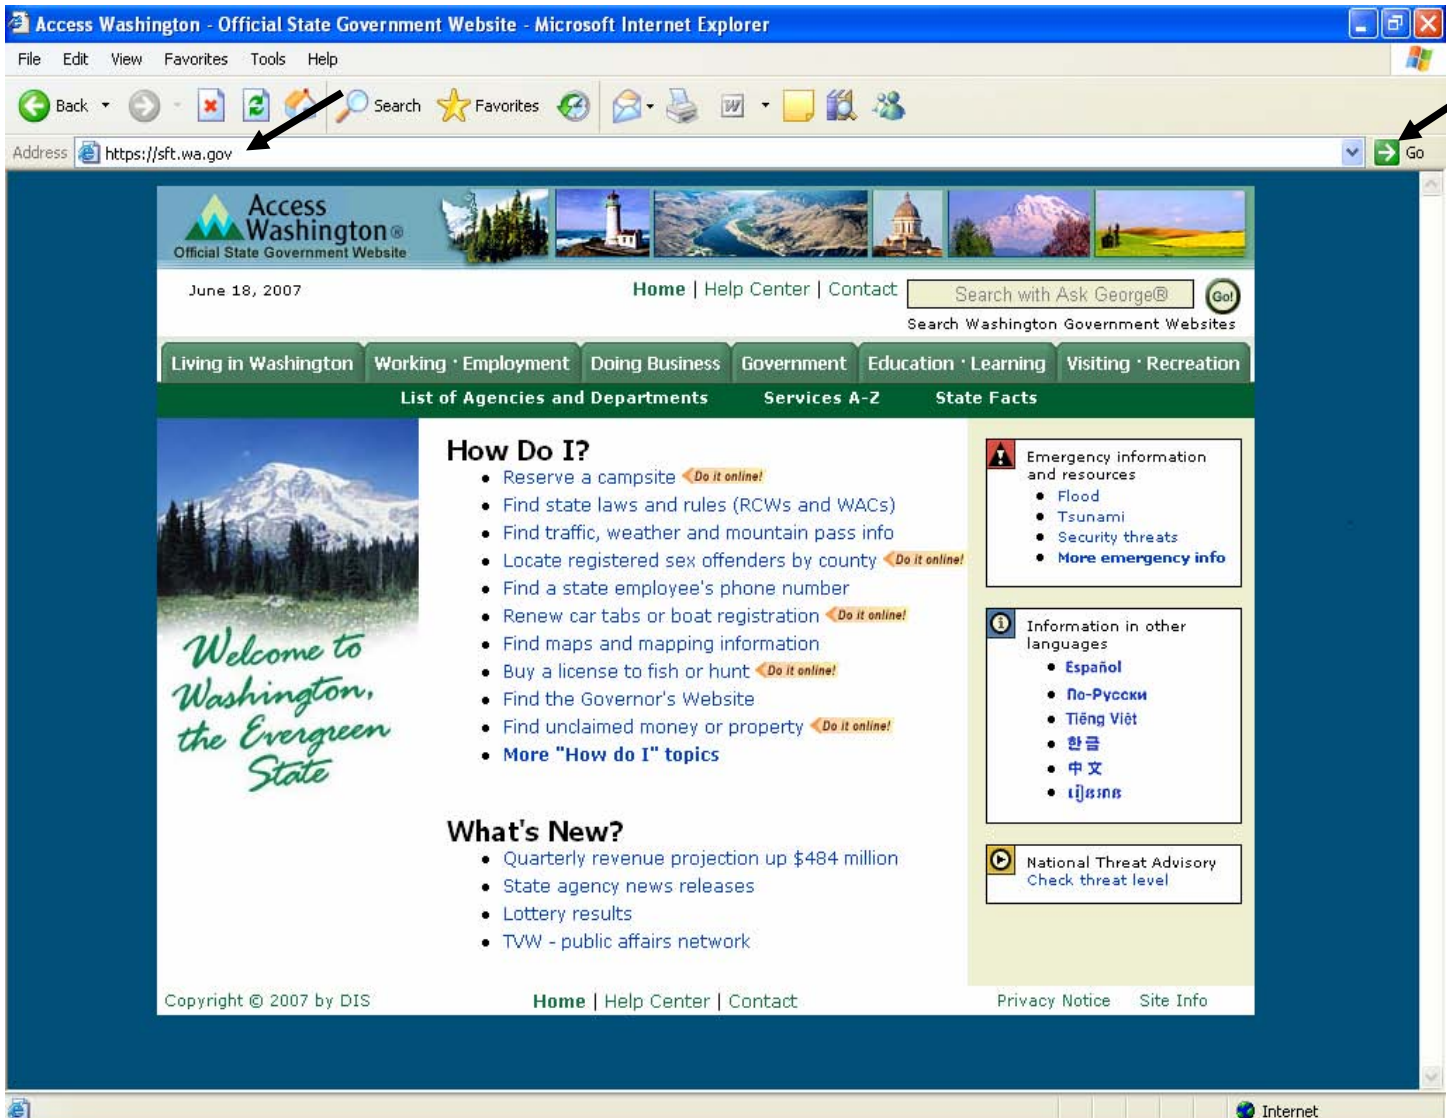 Access Washington - Official State Government Website - Microsoft Internet Explorer
File Edit View Favorites Tools Help
Back Search Favorites
Address https://sft.wa.gov Go
Access
Washington®
Official State Government Website
June 18, 2007
Home | Help Center | Contact
Search with Ask George® Go!
Search Washington Government Websites
Living in Washington Working · Employment Doing Business Government Education · Learning Visiting · Recreation
List of Agencies and Departments Services A-Z State Facts
Welcome to
Washington,
the Evergreen
State
How Do I?
Reserve a campsite Do it online!
Find state laws and rules (RCWs and WACs)
Find traffic, weather and mountain pass info
Locate registered sex offenders by county Do it online!
Find a state employee's phone number
Renew car tabs or boat registration Do it online!
Find maps and mapping information
Buy a license to fish or hunt Do it online!
Find the Governor's Website
Find unclaimed money or property Do it online!
More "How do I" topics
What's New?
Quarterly revenue projection up $484 million
State agency news releases
Lottery results
TVW - public affairs network
Emergency information
and resources
Flood
Tsunami
Security threats
More emergency info
Information in other
languages
Español
По-Русски
Tiếng Việt
한글
中文
National Threat Advisory
Check threat level
Copyright © 2007 by DIS
Home | Help Center | Contact
Privacy Notice Site Info
Internet